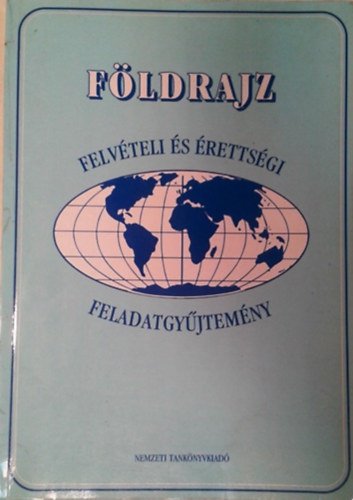 FÖLDRAJZ
FELVÉTELI ÉS ÉRETTSÉGI
FELADATGYŰJTEMÉNY
NEMZETI TANKÖNYVKIADÓ